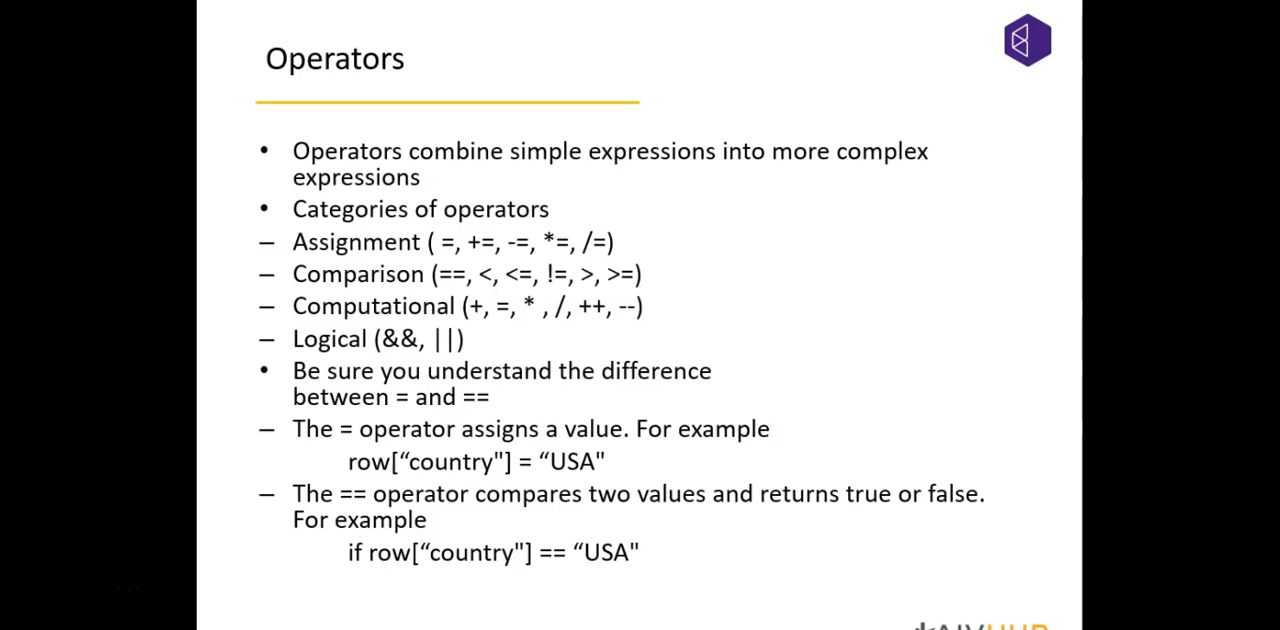 Operators
• Operators combine simple expressions into more complex
expressions
• Categories of operators
– Assignment ( =, +=, -=, *=, /=)
– Comparison (==, <, <=, !=, >, >=)
– Computational (+, =, * , /, ++, --)
– Logical (&&, ||)
• Be sure you understand the difference
between = and ==
– The = operator assigns a value. For example
row[“country"] = “USA"
– The == operator compares two values and returns true or false.
For example
if row[“country"] == “USA"